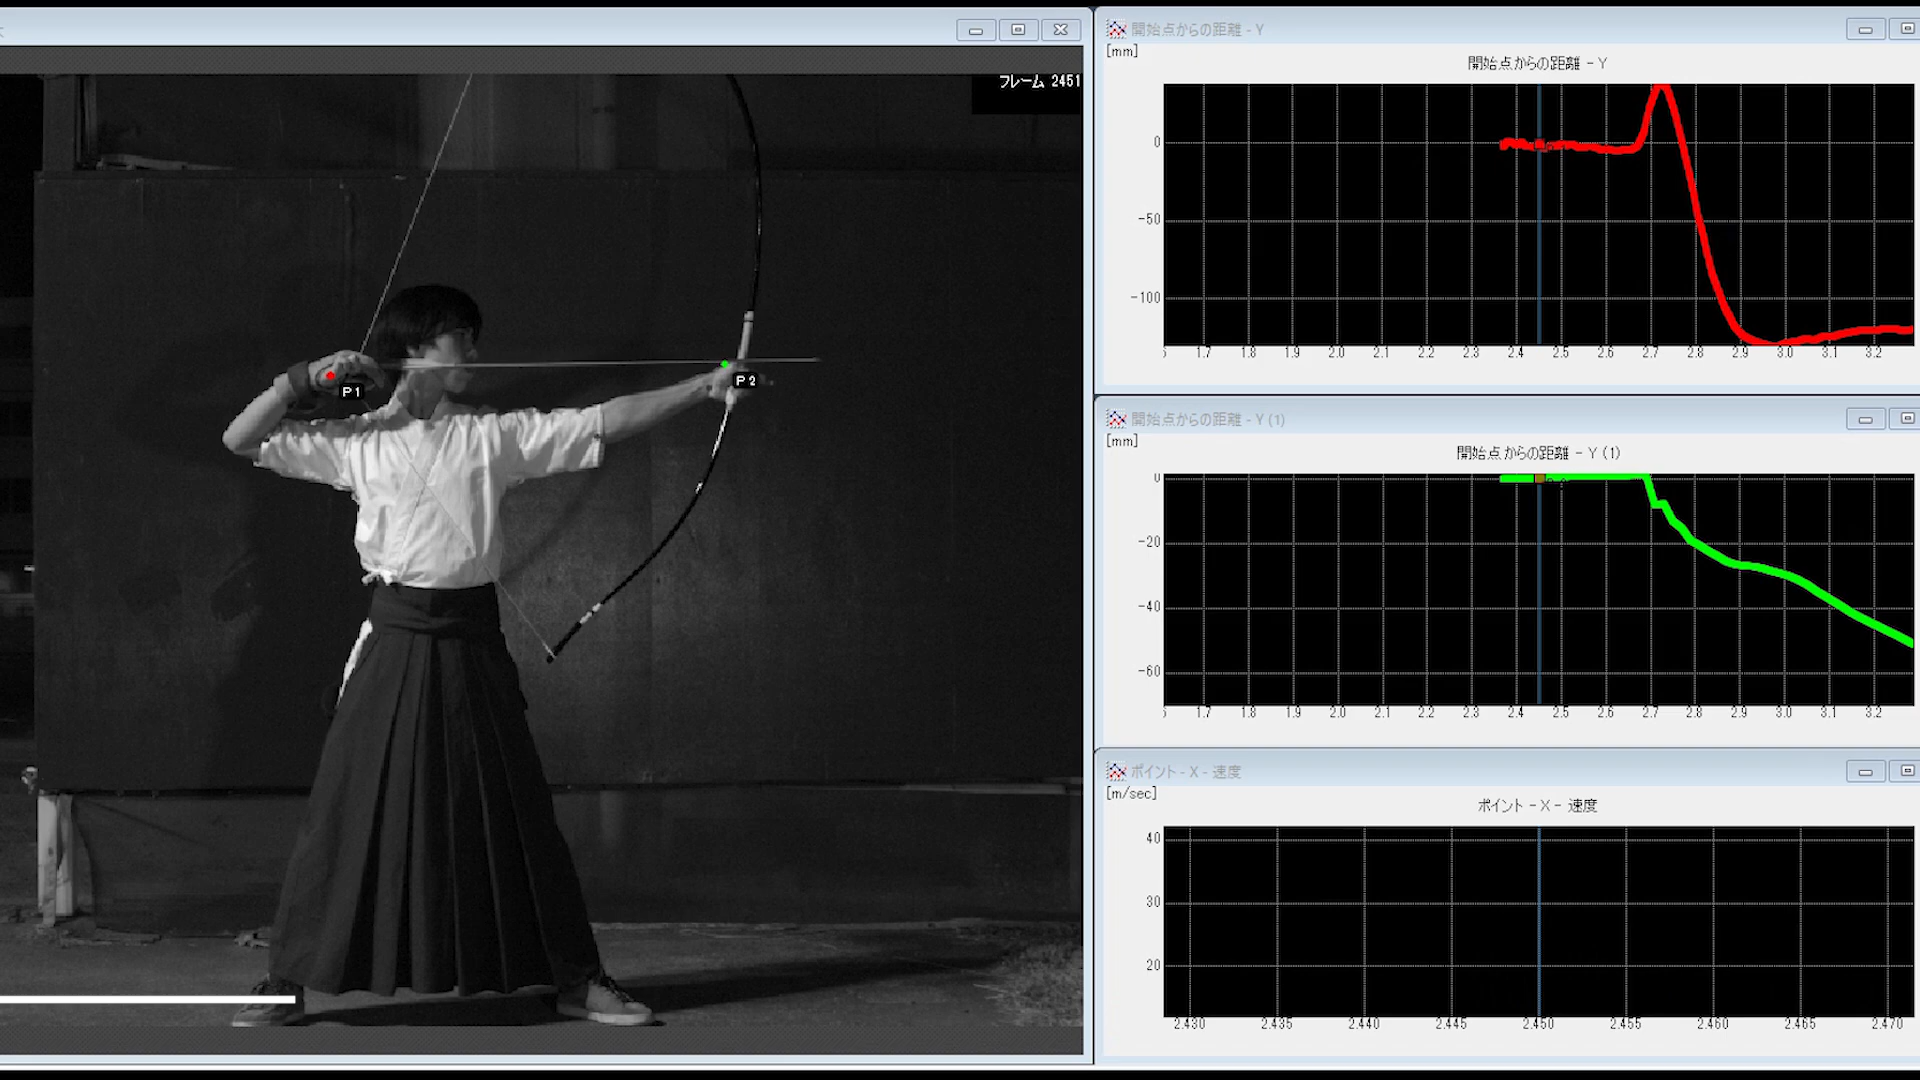 フレーム 2451
P1
P2
開始点からの距離 - Y
[mm]
開始点からの距離 - Y
0
-50
-100
1.7 1.8 1.9 2.0 2.1 2.2 2.3 2.4 2.5 2.6 2.7 2.8 2.9 3.0 3.1 3.2
開始点からの距離 - Y (1)
[mm]
開始点からの距離 - Y (1)
0
-20
-40
-60
1.7 1.8 1.9 2.0 2.1 2.2 2.3 2.4 2.5 2.6 2.7 2.8 2.9 3.0 3.1 3.2
ポイント - X - 速度
[m/sec]
ポイント - X - 速度
40
30
20
2.430 2.435 2.440 2.445 2.450 2.455 2.460 2.465 2.470